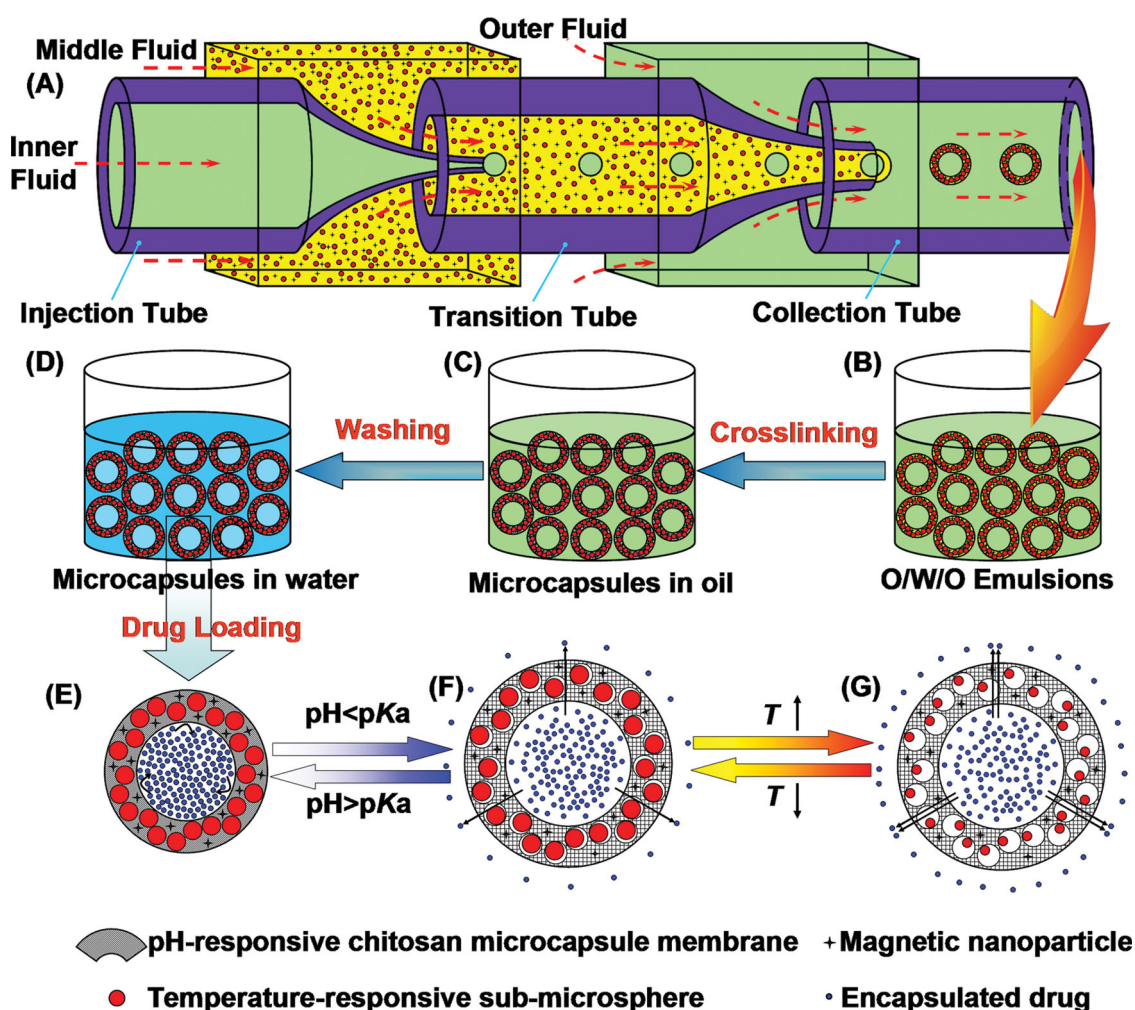 Middle Fluid
Outer Fluid
(A)
Inner
Fluid
Injection Tube
Transition Tube
Collection Tube
(D)
(C)
(B)
Washing
Crosslinking
Microcapsules in water
Microcapsules in oil
O/W/O Emulsions
Drug Loading
(E)
(F)
(G)
pH<pKa
pH>pKa
T
T
pH-responsive chitosan microcapsule membrane
Magnetic nanoparticle
Temperature-responsive sub-microsphere
Encapsulated drug